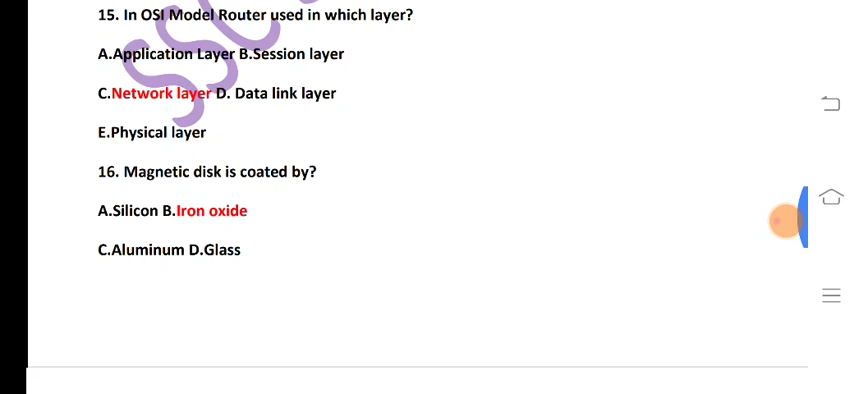 15. In OSI Model Router used in which layer?
A.Application Layer B.Session layer
C.Network layer D. Data link layer
E.Physical layer
16. Magnetic disk is coated by?
A.Silicon B.Iron oxide
C.Aluminum D.Glass